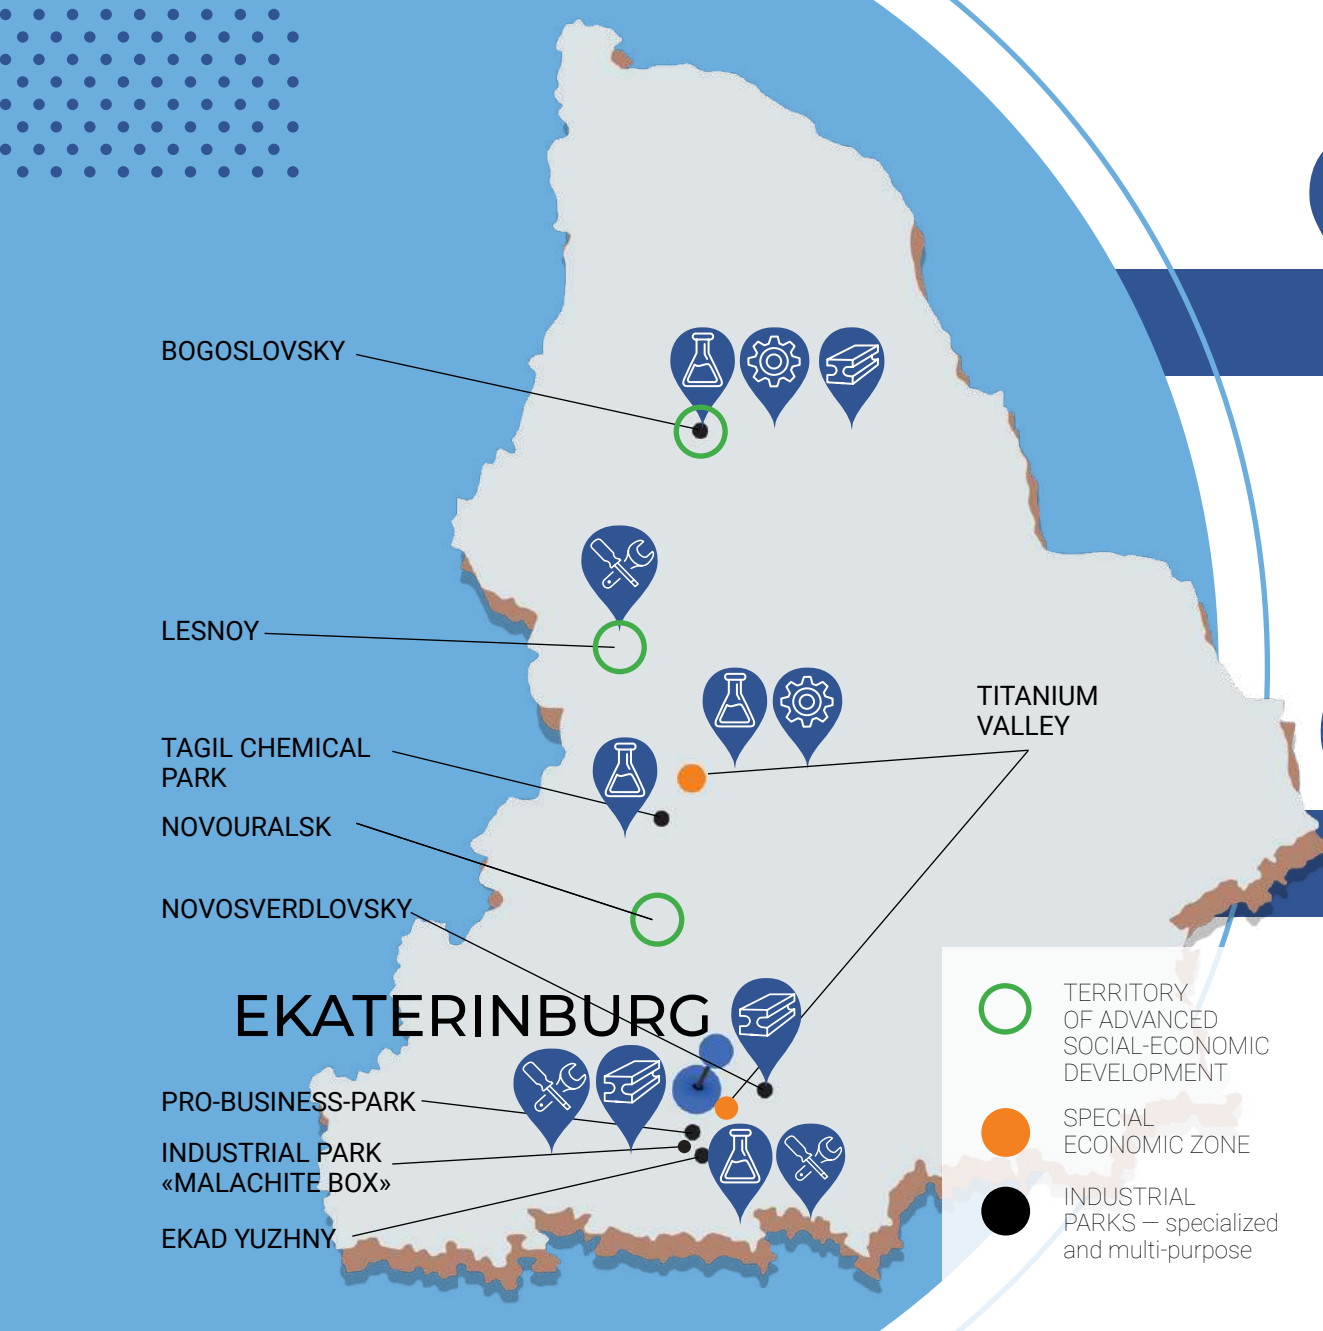 BOGOSLOVSKY
LESNOY
TITANIUM
VALLEY
TAGIL CHEMICAL
PARK
NOVOURALSK
NOVOSVERDLOVSKY
EKATERINBURG
PRO-BUSINESS-PARK
INDUSTRIAL PARK
«MALACHITE BOX»
EKAD YUZHNY
TERRITORY
OF ADVANCED
SOCIAL-ECONOMIC
DEVELOPMENT
SPECIAL
ECONOMIC ZONE
INDUSTRIAL
PARKS — specialized
and multi-purpose